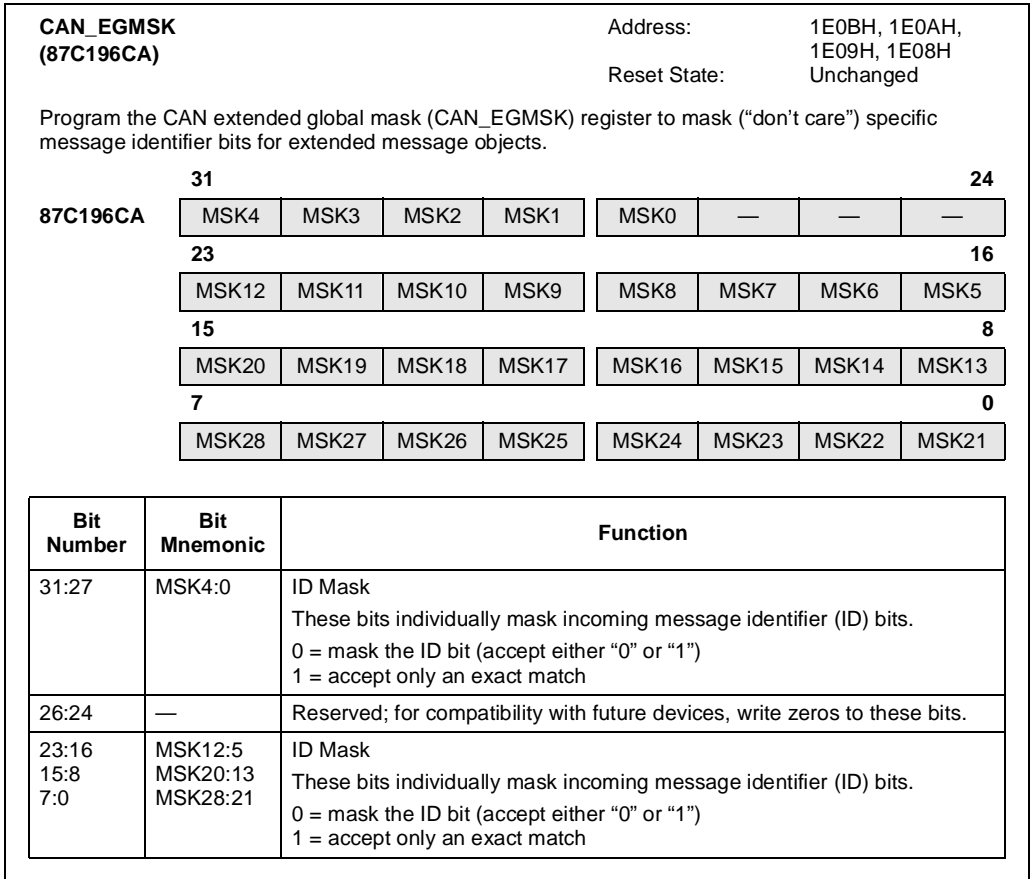 CAN_EGMSK
(87C196CA)
Address: 1E0BH, 1E0AH,
1E09H, 1E08H
Reset State: Unchanged
Program the CAN extended global mask (CAN_EGMSK) register to mask (“don’t care”) specific
message identifier bits for extended message objects.
31 24
87C196CA MSK4 MSK3 MSK2 MSK1 MSK0 — — —
23 16
MSK12 MSK11 MSK10 MSK9 MSK8 MSK7 MSK6 MSK5
15 8
MSK20 MSK19 MSK18 MSK17 MSK16 MSK15 MSK14 MSK13
7 0
MSK28 MSK27 MSK26 MSK25 MSK24 MSK23 MSK22 MSK21
Bit Number Bit Mnemonic Function
31:27 MSK4:0 ID Mask
These bits individually mask incoming message identifier (ID) bits.
0 = mask the ID bit (accept either “0” or “1”)
1 = accept only an exact match
26:24 — Reserved; for compatibility with future devices, write zeros to these bits.
23:16 MSK12:5 ID Mask
15:8 MSK20:13 These bits individually mask incoming message identifier (ID) bits.
7:0 MSK28:21
0 = mask the ID bit (accept either “0” or “1”)
1 = accept only an exact match